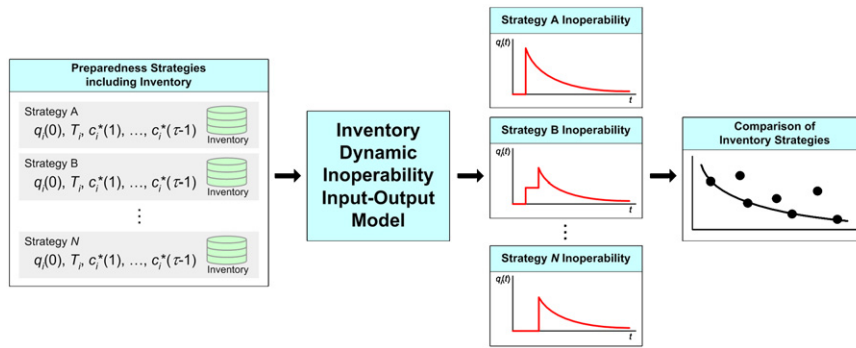 Preparedness Strategies
including Inventory
Strategy A
qᵢ(0), Tᵢ, cᵢ*(1), …, cᵢ*(τ-1)
Inventory
Strategy B
qᵢ(0), Tᵢ, cᵢ*(1), …, cᵢ*(τ-1)
Inventory
⋮
Strategy N
qᵢ(0), Tᵢ, cᵢ*(1), …, cᵢ*(τ-1)
Inventory
Inventory
Dynamic
Inoperability
Input-Output
Model
Strategy A Inoperability
qᵢ(t)
t
Strategy B Inoperability
qᵢ(t)
t
⋮
Strategy N Inoperability
qᵢ(t)
t
Comparison of
Inventory Strategies